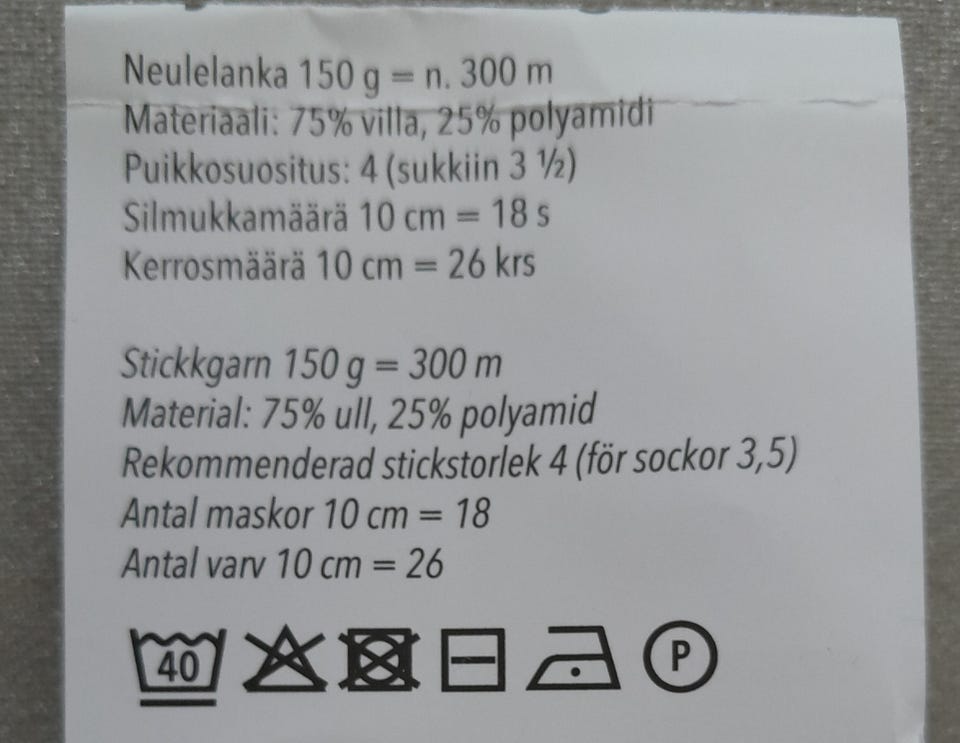 Neulelanka 150 g = n. 300 m
Materiaali: 75% villa, 25% polyamidi
Puikkosuositus: 4 (sukkiin 3 ½)
Silmukkamäärä 10 cm = 18 s
Kerrosmäärä 10 cm = 26 krs
Stickkgarn 150 g = 300 m
Material: 75% ull, 25% polyamid
Rekommenderad stickstorlek 4 (för sockor 3,5)
Antal maskor 10 cm = 18
Antal varv 10 cm = 26
40 P